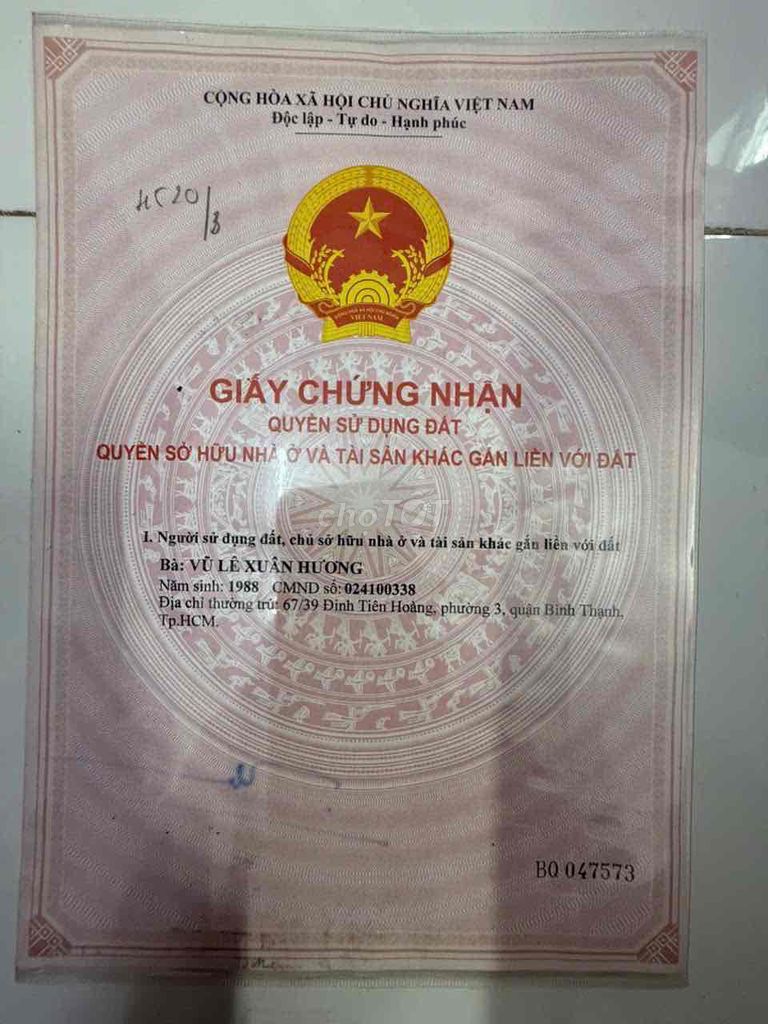 CỘNG HÒA XÃ HỘI CHỦ NGHĨA VIỆT NAM
Độc lập - Tự do - Hạnh phúc
HC20/3
VIỆT NAM
GIẤY CHỨNG NHẬN
QUYỀN SỬ DỤNG ĐẤT
QUYỀN SỞ HỮU NHÀ Ở VÀ TÀI SẢN KHÁC GẮN LIỀN VỚI ĐẤT
choTOT
I. Người sử dụng đất, chủ sở hữu nhà ở và tài sản khác gắn liền với đất
Bà: VŨ LÊ XUÂN HƯƠNG
Năm sinh: 1988 CMND số: 024100338
Địa chỉ thường trú: 67/39 Đinh Tiên Hoàng, phường 3, quận Bình Thạnh,
Tp.HCM.
BQ 047573